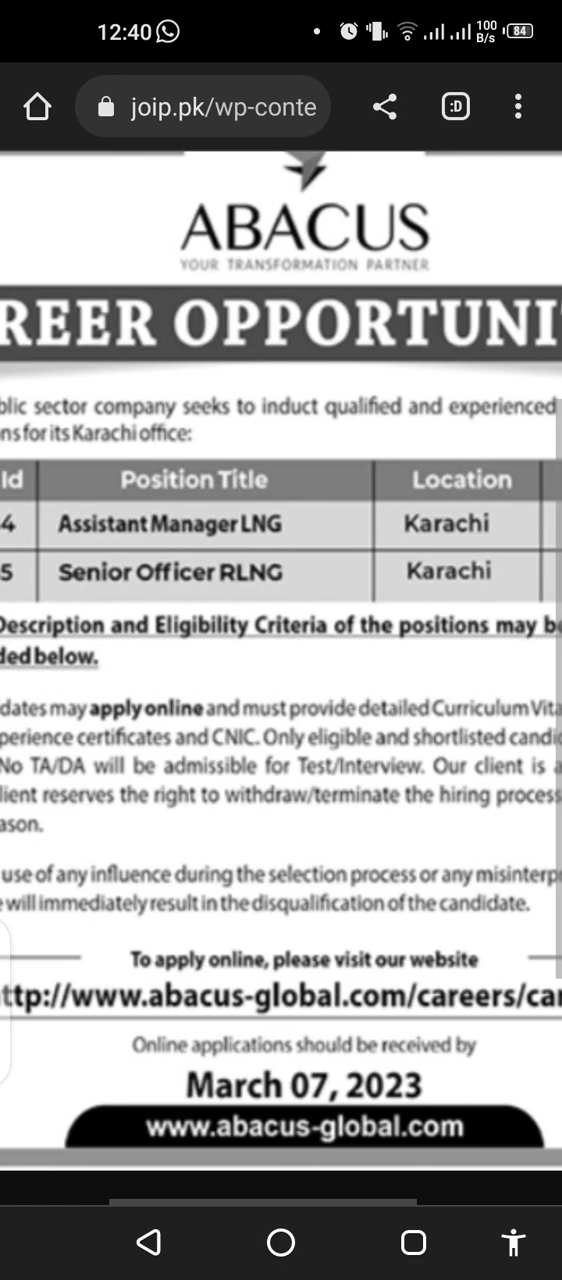 12:40
100
B/s
84
joip.pk/wp-conte
:D
ABACUS
YOUR TRANSFORMATION PARTNER
REER OPPORTUNI
blic sector company seeks to induct qualified and experienced
ns for its Karachi office:
Id Position Title Location
4 Assistant Manager LNG Karachi
5 Senior Officer RLNG Karachi
Description and Eligibility Criteria of the positions may be
ded below.
dates may apply online and must provide detailed Curriculum Vita
perience certificates and CNIC. Only eligible and shortlisted candi
No TA/DA will be admissible for Test/Interview. Our client is a
lient reserves the right to withdraw/terminate the hiring process
ason.
use of any influence during the selection process or any misinterp
e will immediately result in the disqualification of the candidate.
To apply online, please visit our website
ttp://www.abacus-global.com/careers/car
Online applications should be received by
March 07, 2023
www.abacus-global.com